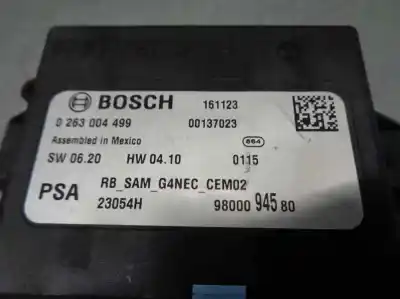 BOSCH 161123
0 263 004 499 00137023
Assembled in Mexico 664
SW 06.20 HW 04.10 0115
PSA RB_SAM_G4NEC_CEM02
23054H 98000 945 80